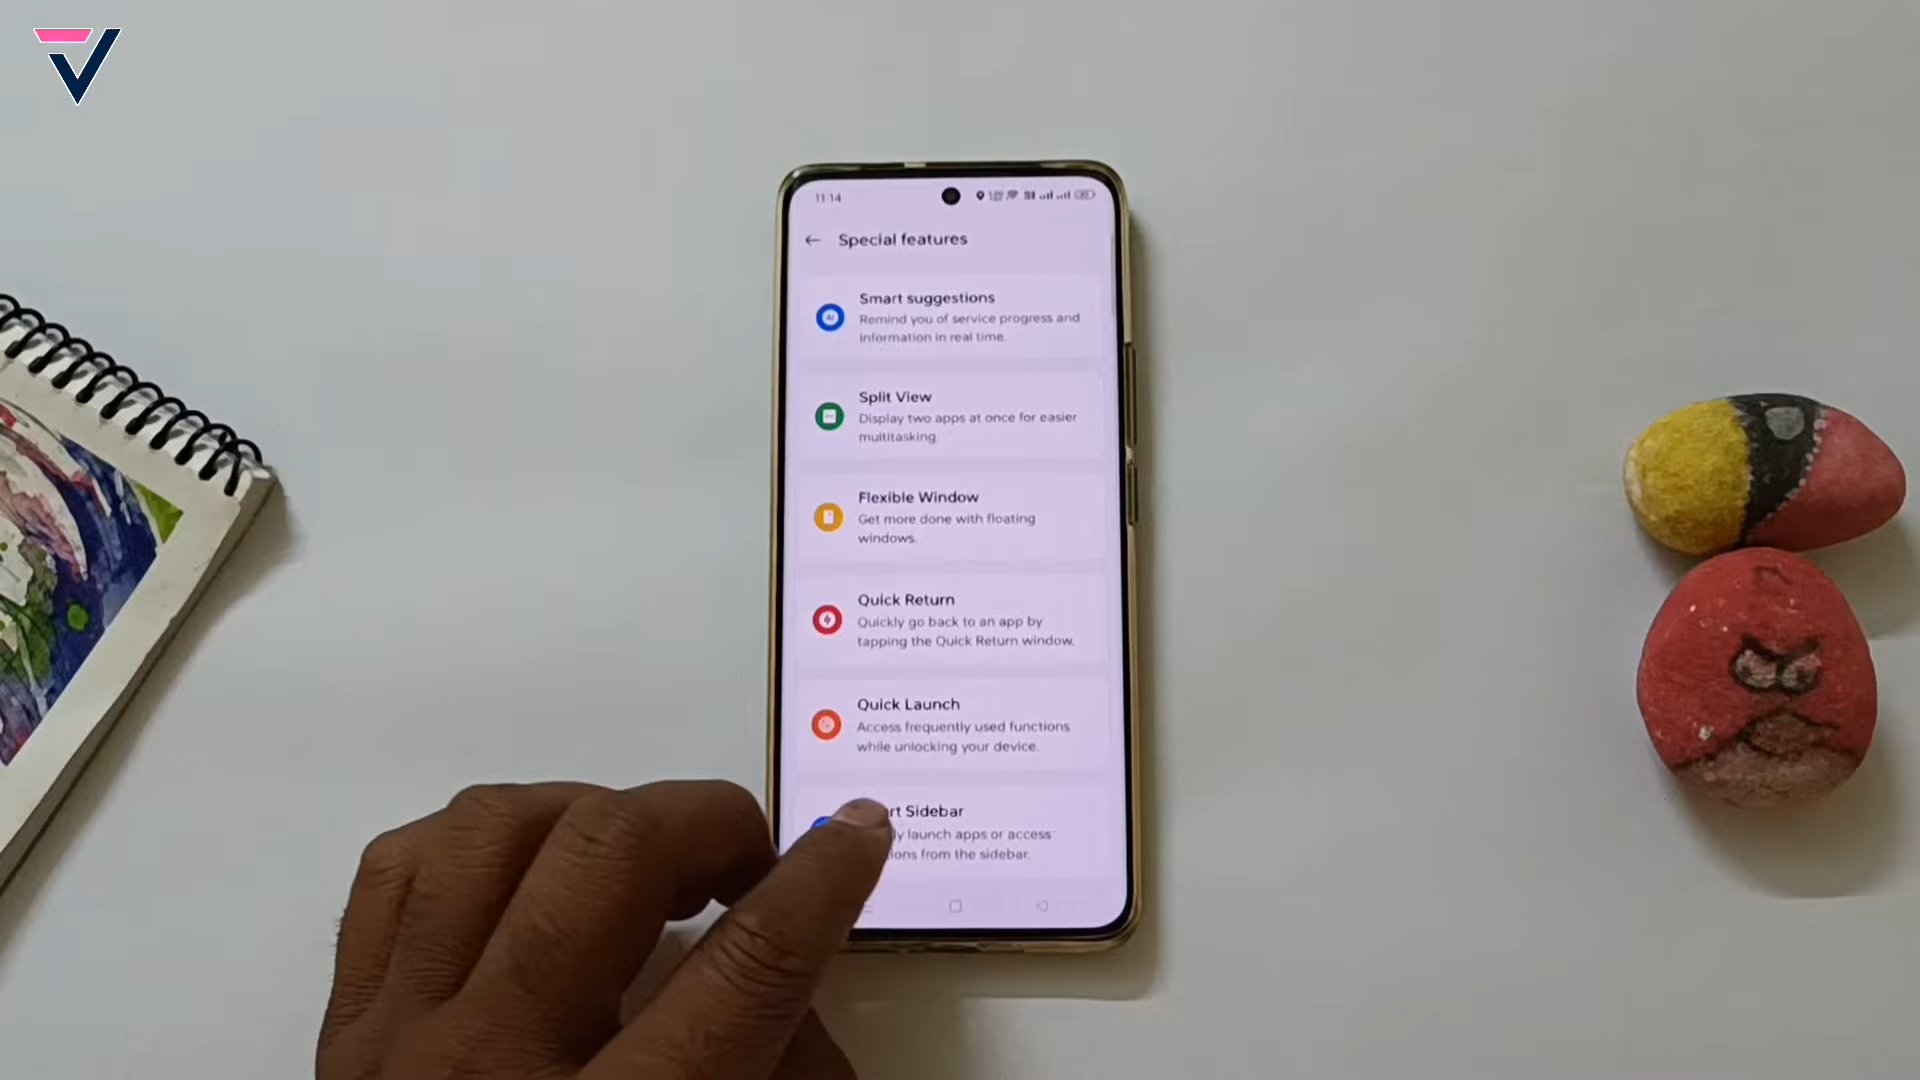 11:14
Special features
Smart suggestions
Remind you of service progress and
information in real time.
Split View
Display two apps at once for easier
multitasking.
Flexible Window
Get more done with floating
windows.
Quick Return
Quickly go back to an app by
tapping the Quick Return window.
Quick Launch
Access frequently used functions
while unlocking your device.
Sidebar
launch apps or access
from the sidebar.